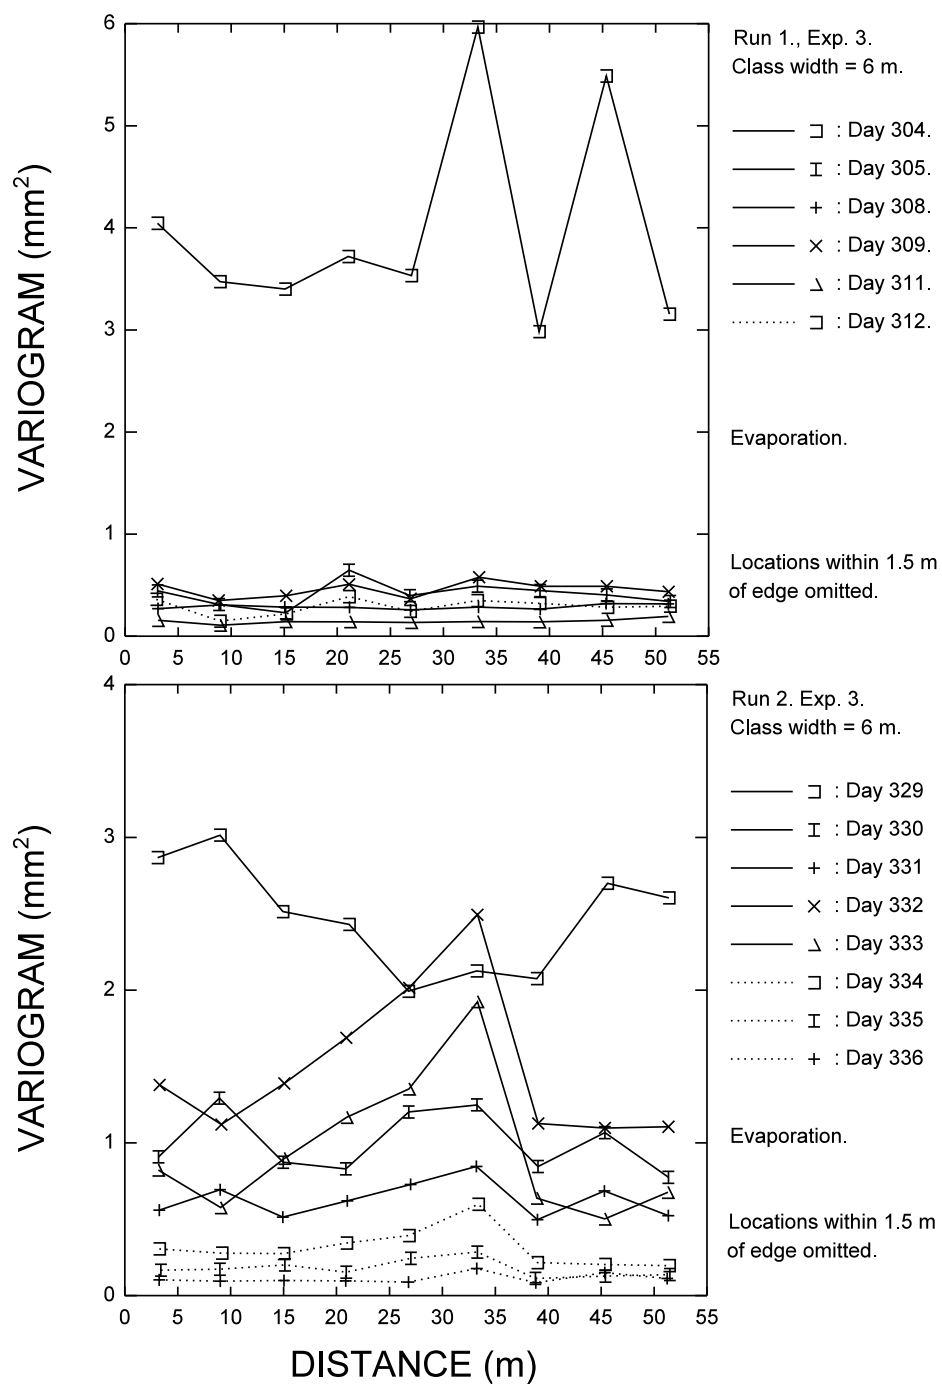 6
5
4
3
2
1
0
VARIOGRAM (mm²)
0 5 10 15 20 25 30 35 40 45 50 55
Run 1., Exp. 3.
Class width = 6 m.
: Day 304.
: Day 305.
: Day 308.
: Day 309.
: Day 311.
: Day 312.
Evaporation.
Locations within 1.5 m
of edge omitted.
4
3
2
1
0
VARIOGRAM (mm²)
0 5 10 15 20 25 30 35 40 45 50 55
DISTANCE (m)
Run 2. Exp. 3.
Class width = 6 m.
: Day 329
: Day 330
: Day 331
: Day 332
: Day 333
: Day 334
: Day 335
: Day 336
Evaporation.
Locations within 1.5 m
of edge omitted.